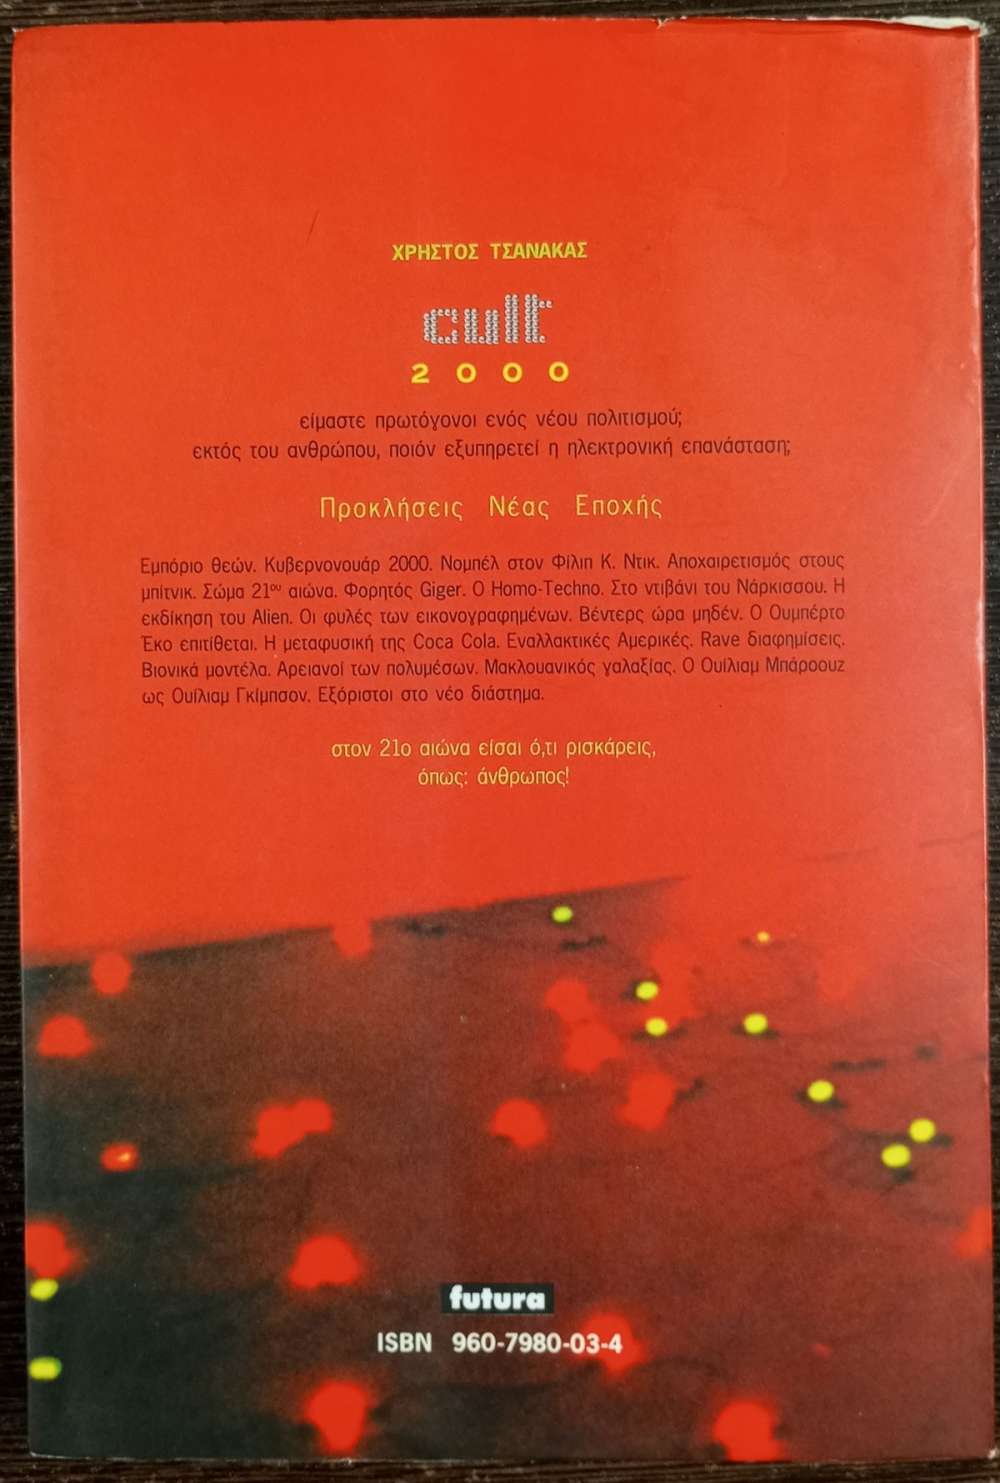 ΧΡΗΣΤΟΣ ΤΣΑΝΑΚΑΣ
cult
2000
είμαστε πρωτόγονοι ενός νέου πολιτισμού;
εκτός του ανθρώπου, ποιόν εξυπηρετεί η ηλεκτρονική επανάσταση;
Προκλήσεις Νέας Εποχής
Εμπόριο θεών. Κυβερνονουάρ 2000. Νομπέλ στον Φίλιπ Κ. Ντικ. Αποχαιρετισμός στους
μπίτνικ. Σώμα 21ου αιώνα. Φορητός Giger. Ο Homo-Techno. Στο ντιβάνι του Νάρκισσου. Η
εκδίκηση του Alien. Οι φυλές των εικονογραφημένων. Βέντερς ώρα μηδέν. Ο Ουμπέρτο
Έκο επιτίθεται. Η μεταφυσική της Coca Cola. Εναλλακτικές Αμερικές. Rave διαφημίσεις.
Βιονικά μοντέλα. Αρειανοί των πολυμέσων. Μακλουανικός γαλαξίας. Ο Ουίλιαμ Μπάροουz
ως Ουίλιαμ Γκίμπσον. Εξόριστοι στο νέο διάστημα.
στον 21ο αιώνα είσαι ό,τι ρισκάρεις,
όπως: άνθρωπος!
futura
ISBN 960-7980-03-4